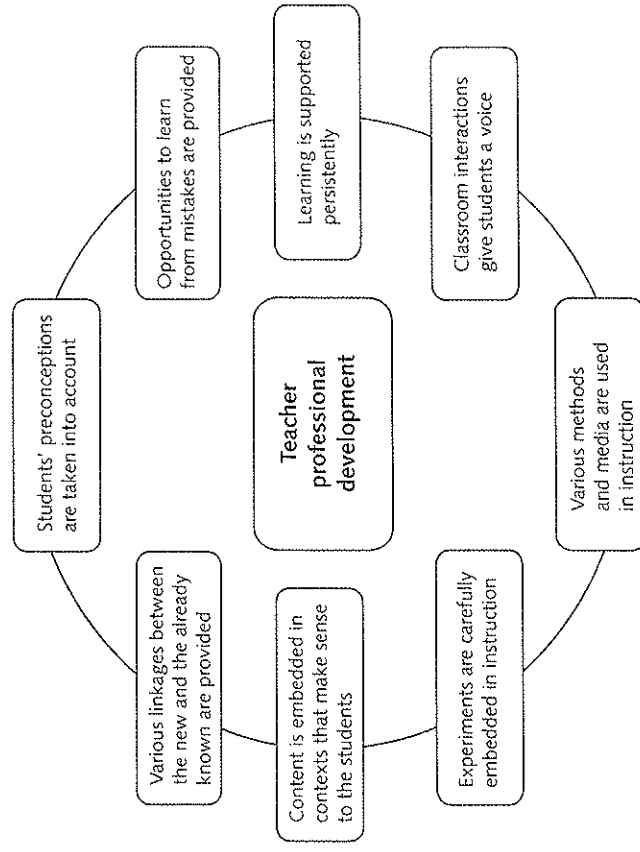 Students' preconceptions
are taken into account
Various linkages between
the new and the already
known are provided
Opportunities to learn
from mistakes are provided
Content is embedded in
contexts that make sense
to the students
Teacher
professional
development
Learning is supported
persistently
Experiments are carefully
embedded in instruction
Classroom interactions
give students a voice
Various methods
and media are used
in instruction